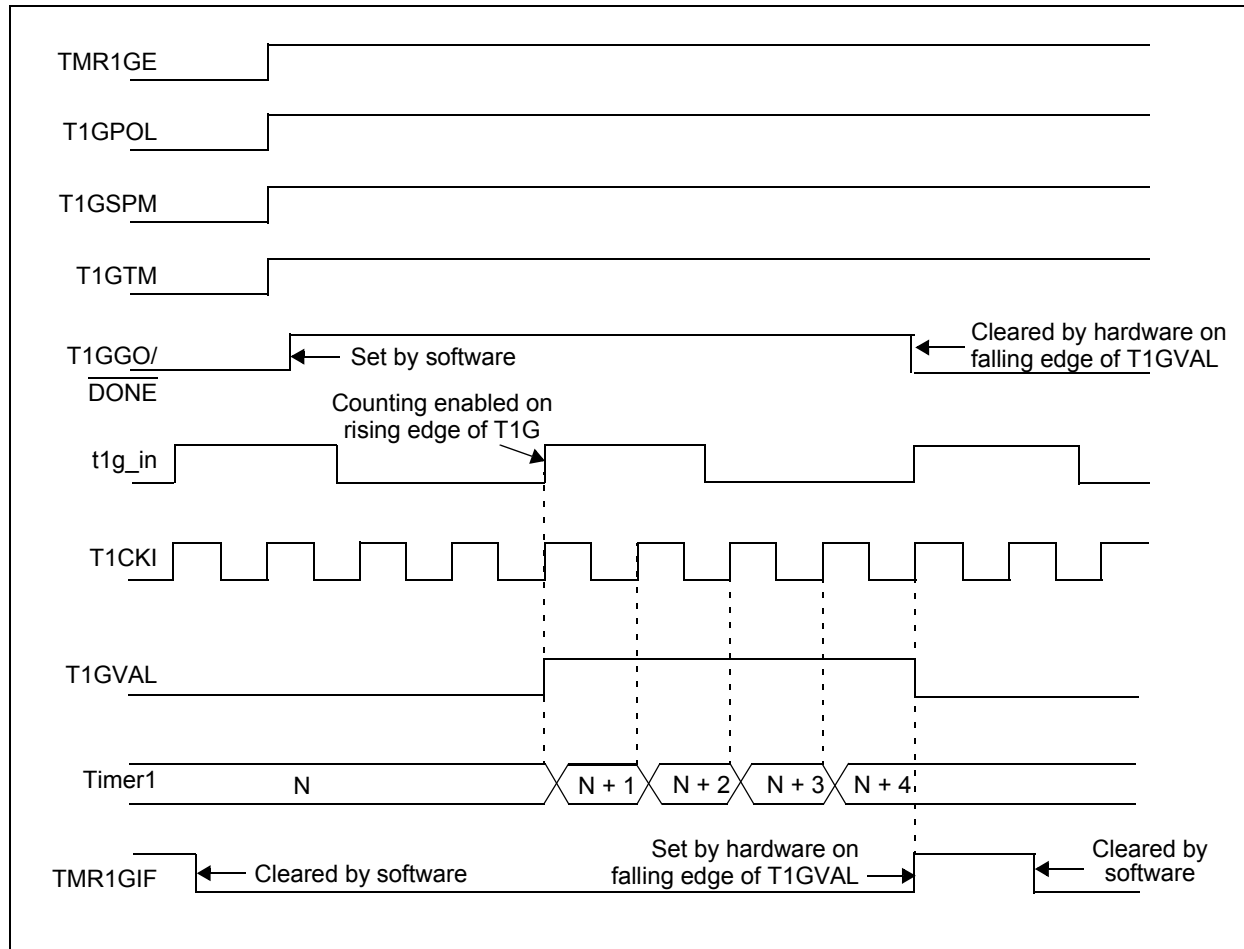 TMR1GE
T1GPOL
T1GSPM
T1GTM
T1GGO/
DONE
Set by software
Cleared by hardware on
falling edge of T1GVAL
Counting enabled on
rising edge of T1G
t1g_in
T1CKI
T1GVAL
Timer1
N
N + 1
N + 2
N + 3
N + 4
TMR1GIF
Cleared by software
Set by hardware on
falling edge of T1GVAL
Cleared by
software